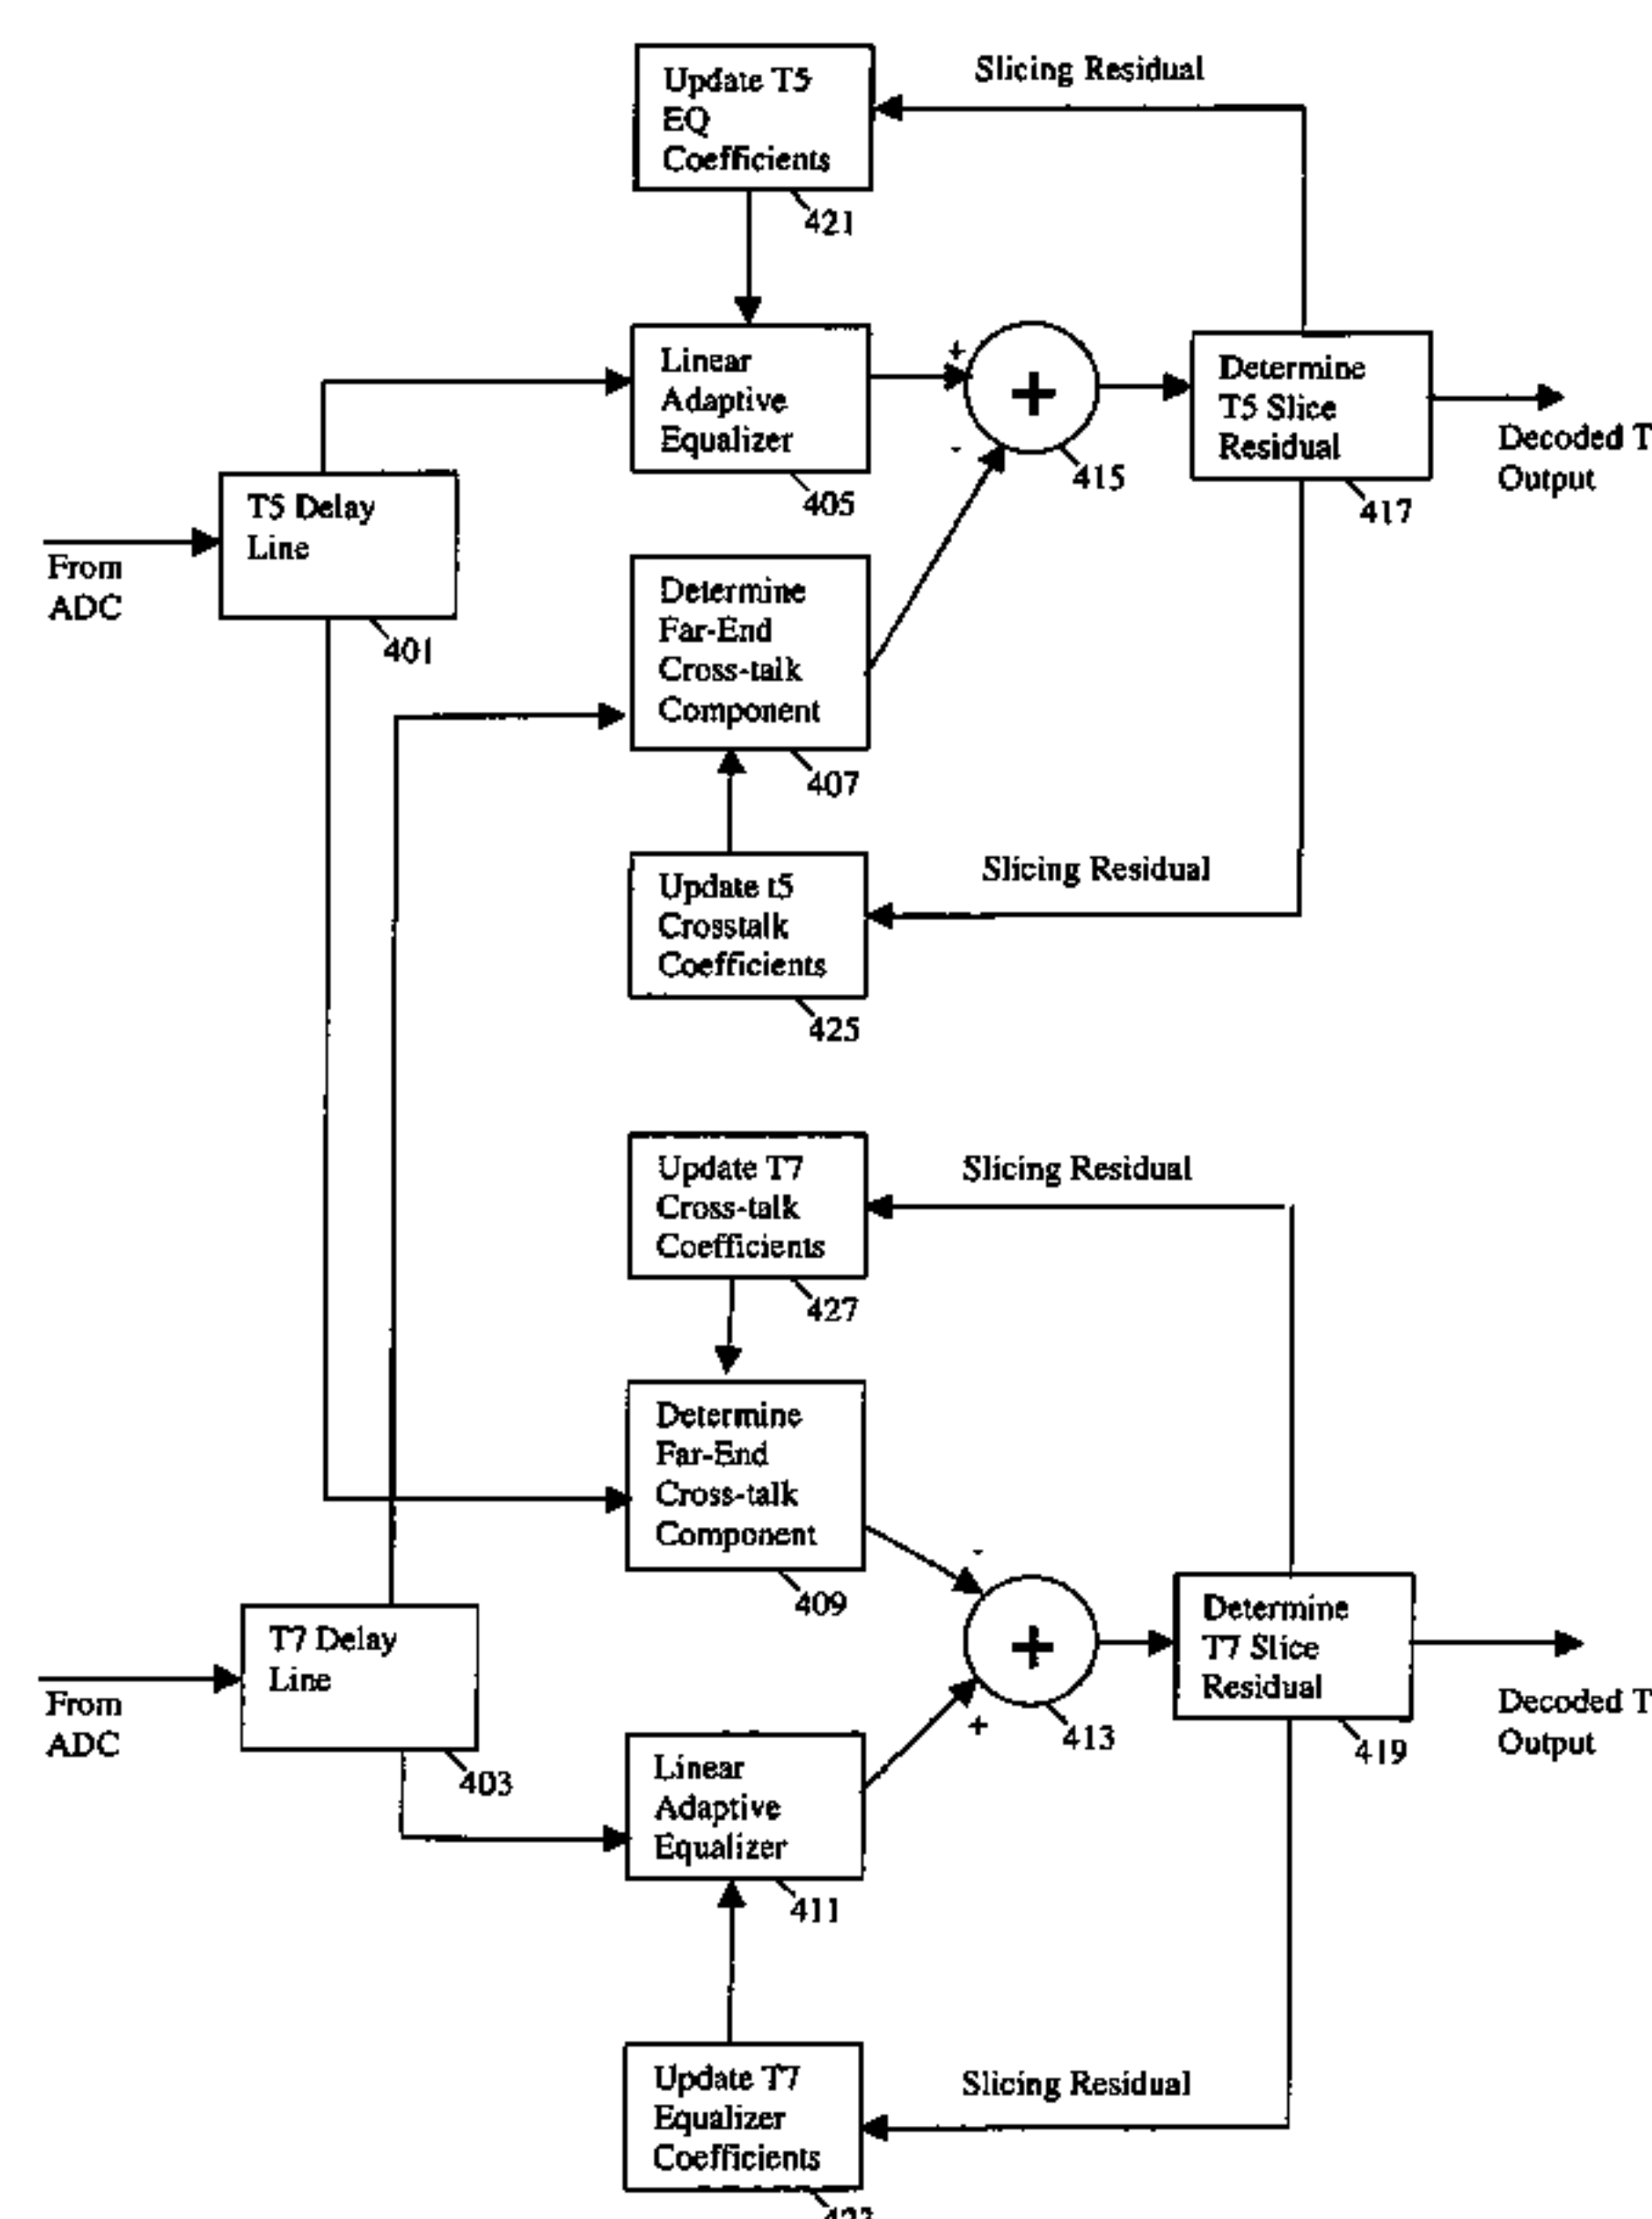 Update T5
EQ
Coefficients
421
Slicing Residual
Linear
Adaptive
Equalizer
405
+
-
+
415
Determine
T5 Slice
Residual
417
Decoded T
Output
T5 Delay
Line
401
From
ADC
Determine
Far-End
Cross-talk
Component
407
Update t5
Crosstalk
Coefficients
425
Slicing Residual
Update T7
Cross-talk
Coefficients
427
Slicing Residual
Determine
Far-End
Cross-talk
Component
409
-
+
+
413
Determine
T7 Slice
Residual
419
Decoded T
Output
T7 Delay
Line
403
From
ADC
Linear
Adaptive
Equalizer
411
Update T7
Equalizer
Coefficients
Slicing Residual